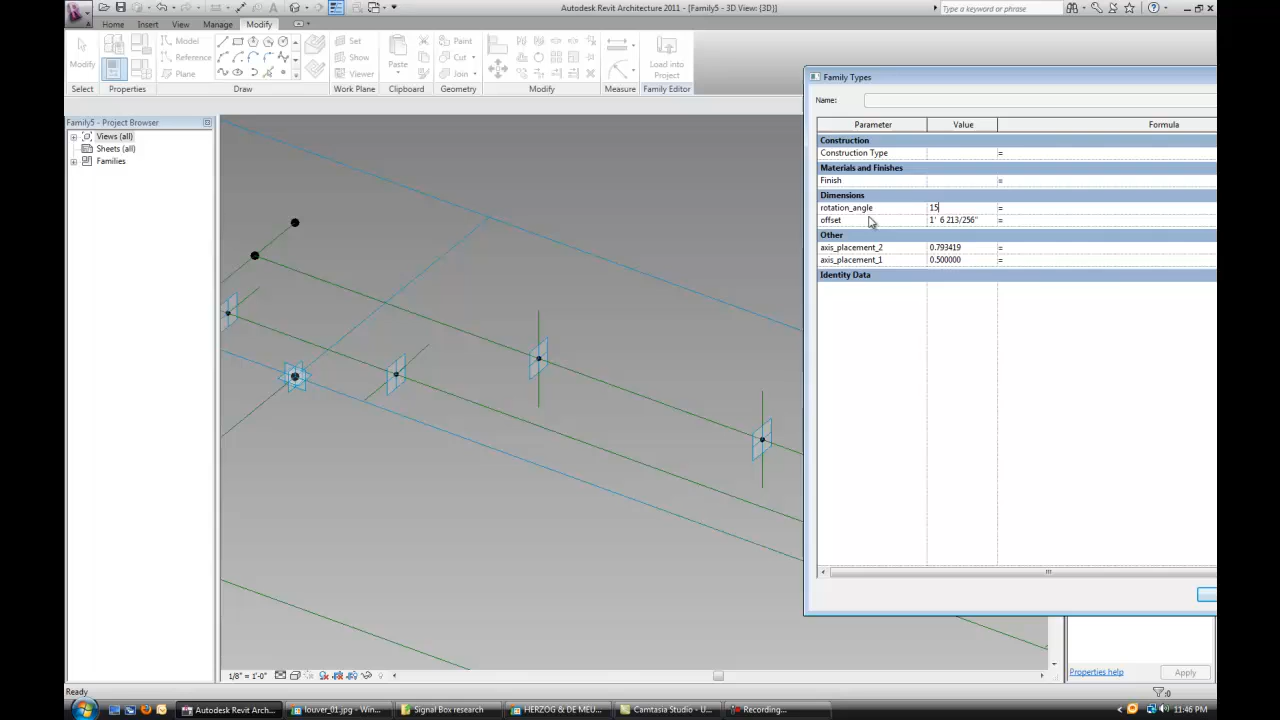 Autodesk Revit Architecture 2011 - [Family5 - 3D View: {3D}]
Type a keyword or phrase
Home Insert View Manage Modify
Modify
Model
Reference
Plane
Set
Show
Viewer
Paste
Paint
Cut
Join
Load into
Project
Select Properties Draw Work Plane Clipboard Geometry Modify Measure Family Editor
Family5 - Project Browser
Views (all)
Sheets (all)
Families
Family Types
Name:
Parameter Value Formula
Construction
Construction Type =
Materials and Finishes
Finish =
Dimensions
rotation_angle 15 =
offset 1' 6 213/256" =
Other
axis_placement_2 0.793419 =
axis_placement_1 0.500000 =
Identity Data
1/8" = 1'-0"
Properties help Apply
Ready
:0
Autodesk Revit Arch... louver_01.jpg - Win... Signal Box research HERZOG & DE MEU... Camtasia Studio - U... Recording... 11:46 PM